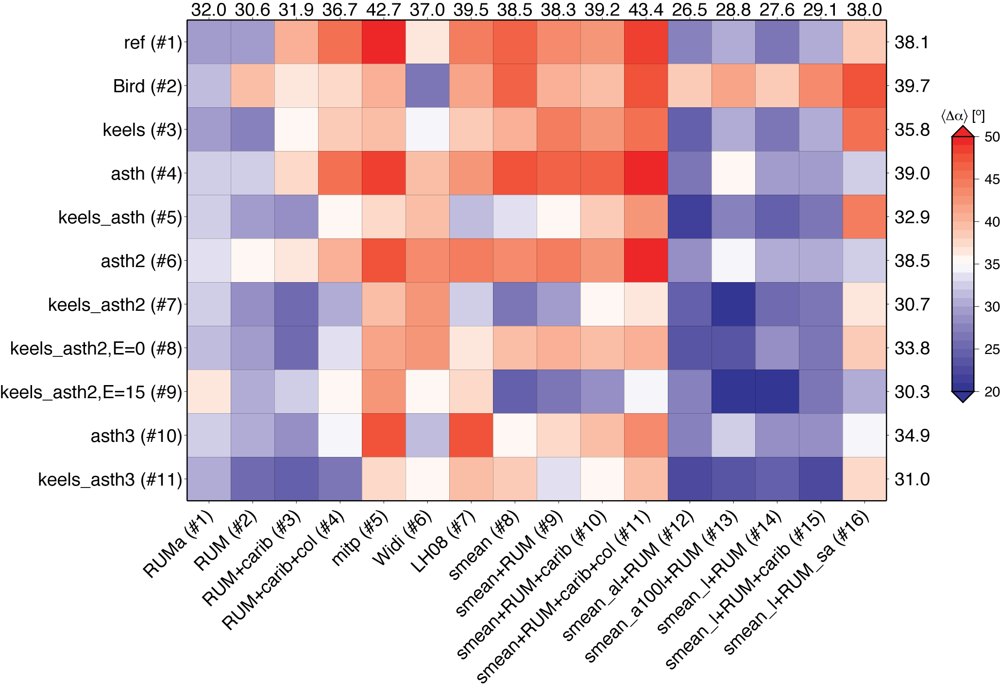 32.0 30.6 31.9 36.7 42.7 37.0 39.5 38.5 38.3 39.2 43.4 26.5 28.8 27.6 29.1 38.0
ref (#1) 38.1
Bird (#2) 39.7
keels (#3) 35.8
asth (#4) 39.0
keels_asth (#5) 32.9
asth2 (#6) 38.5
keels_asth2 (#7) 30.7
keels_asth2,E=0 (#8) 33.8
keels_asth2,E=15 (#9) 30.3
asth3 (#10) 34.9
keels_asth3 (#11) 31.0
RUMa (#1)
RUM (#2)
RUM+carib (#3)
RUM+carib+col (#4)
mitp (#5)
Widi (#6)
LH08 (#7)
smean (#8)
smean+RUM (#9)
smean+RUM+carib (#10)
smean+RUM+carib+col (#11)
smean_al+RUM (#12)
smean_a100l+RUM (#13)
smean_l+RUM (#14)
smean_l+RUM+carib (#15)
smean_l+RUM_sa (#16)
⟨Δα⟩ [°]
50
45
40
35
30
25
20